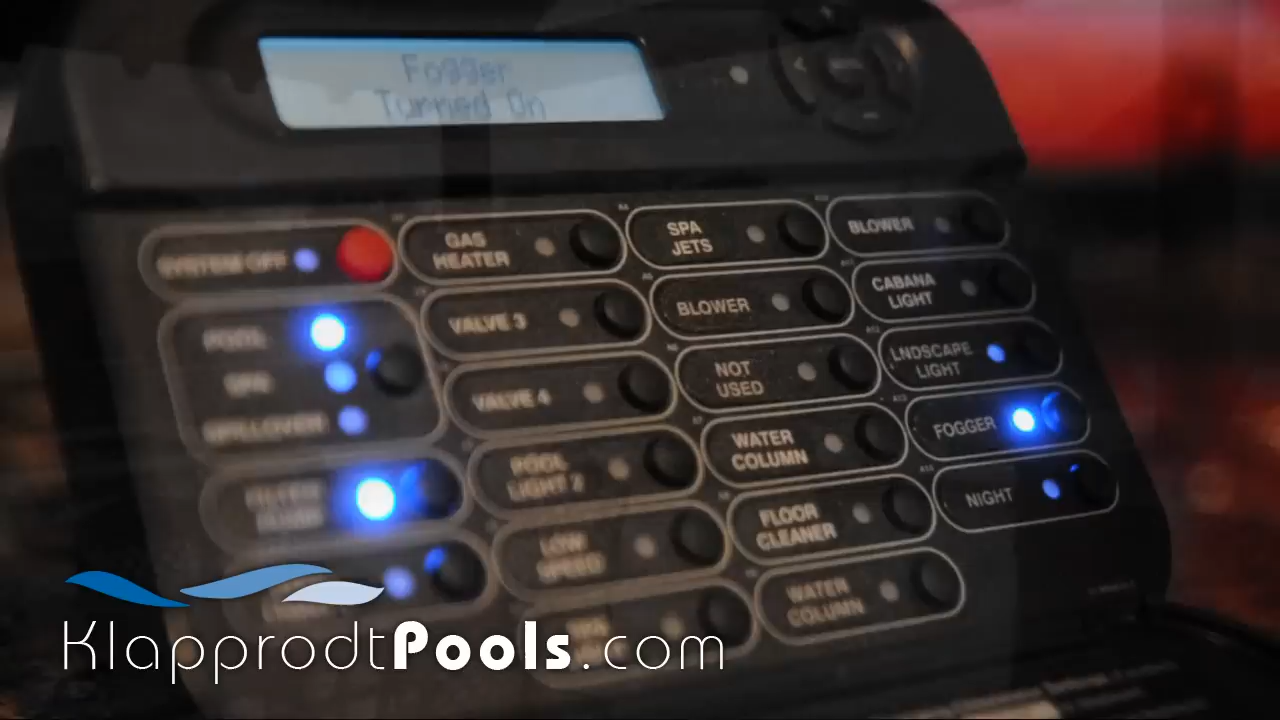 Fogger
Turned On
SYSTEM OFF
GAS
HEATER
SPA
JETS
BLOWER
POOL
SPA
SPILLOVER
VALVE 3
BLOWER
CABANA
LIGHT
VALVE 4
NOT
USED
LNDSCAPE
LIGHT
FILTER
POOL
LIGHT 2
WATER
COLUMN
FOGGER
LOW
SPEED
FLOOR
CLEANER
NIGHT
WATER
COLUMN
KlapprodtPools.com